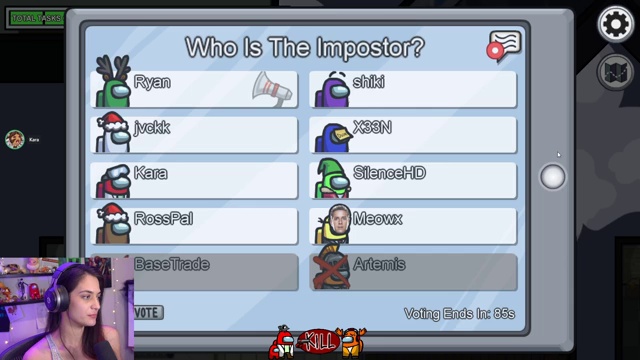 TOTAL TASKS
Who Is The Impostor?
Ryan
shiki
jvckk
X33N
Kara
Kara
SilenceHD
RossPal
Meowx
BaseTrade
Artemis
VOTE
Voting Ends In: 85s
KILL